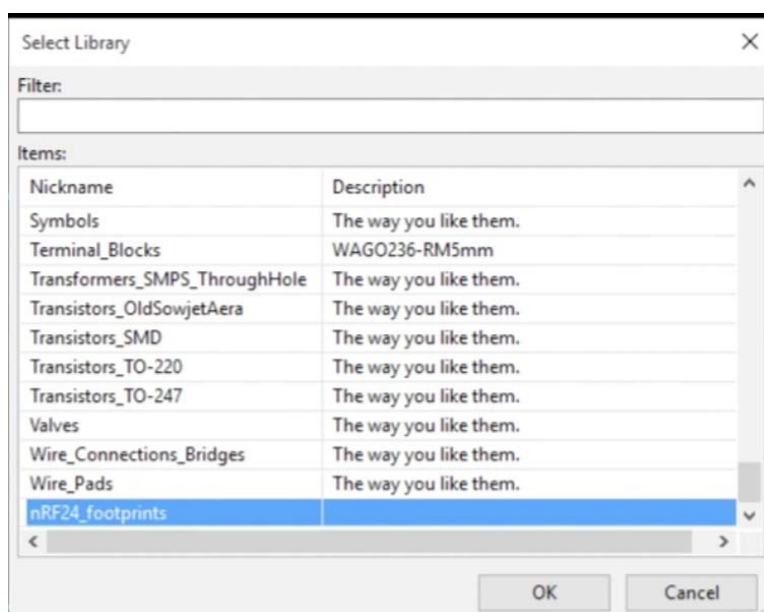 Select Library
Filter:
Items:
Nickname Description
Symbols The way you like them.
Terminal_Blocks WAGO236-RM5mm
Transformers_SMPS_ThroughHole The way you like them.
Transistors_OldSowjetAera The way you like them.
Transistors_SMD The way you like them.
Transistors_TO-220 The way you like them.
Transistors_TO-247 The way you like them.
Valves The way you like them.
Wire_Connections_Bridges The way you like them.
Wire_Pads The way you like them.
nRF24_footprints
OK Cancel